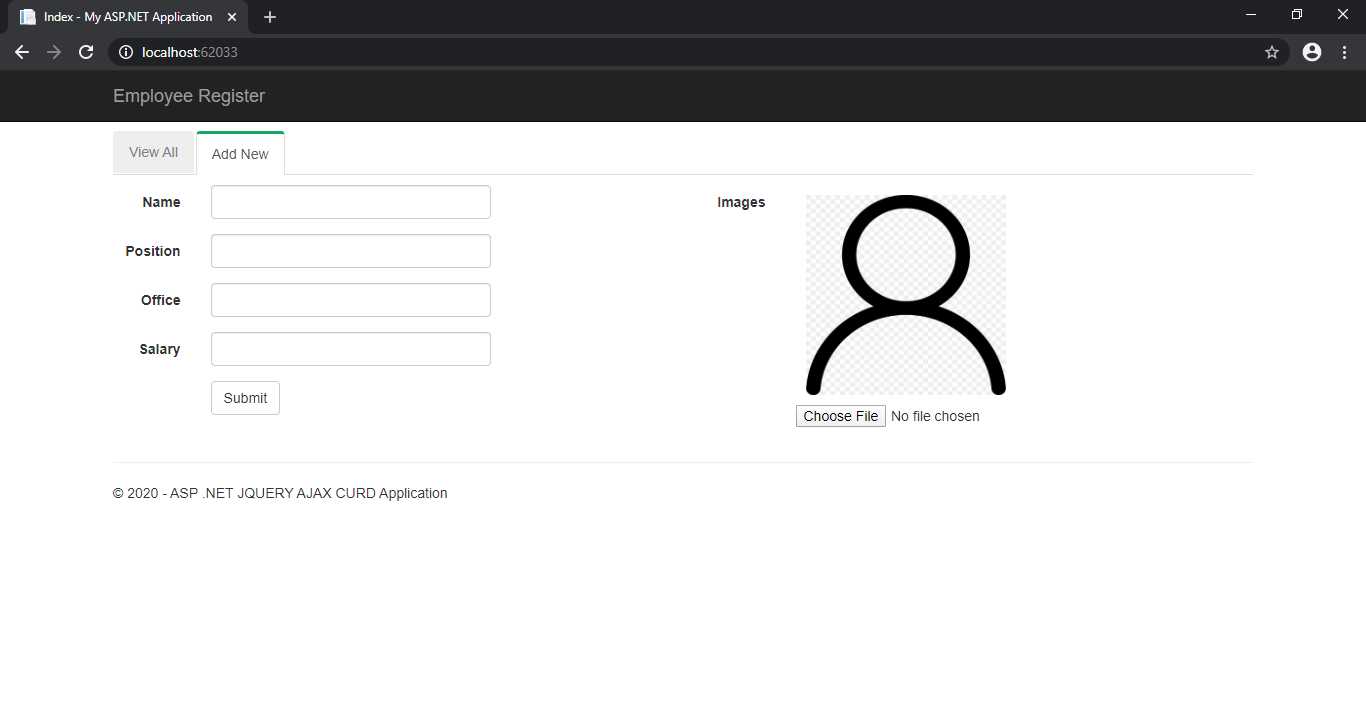 Index - My ASP.NET Application
localhost:62033
Employee Register
View All
Add New
Name
Position
Office
Salary
Submit
Images
Choose File No file chosen
© 2020 - ASP .NET JQUERY AJAX CURD Application